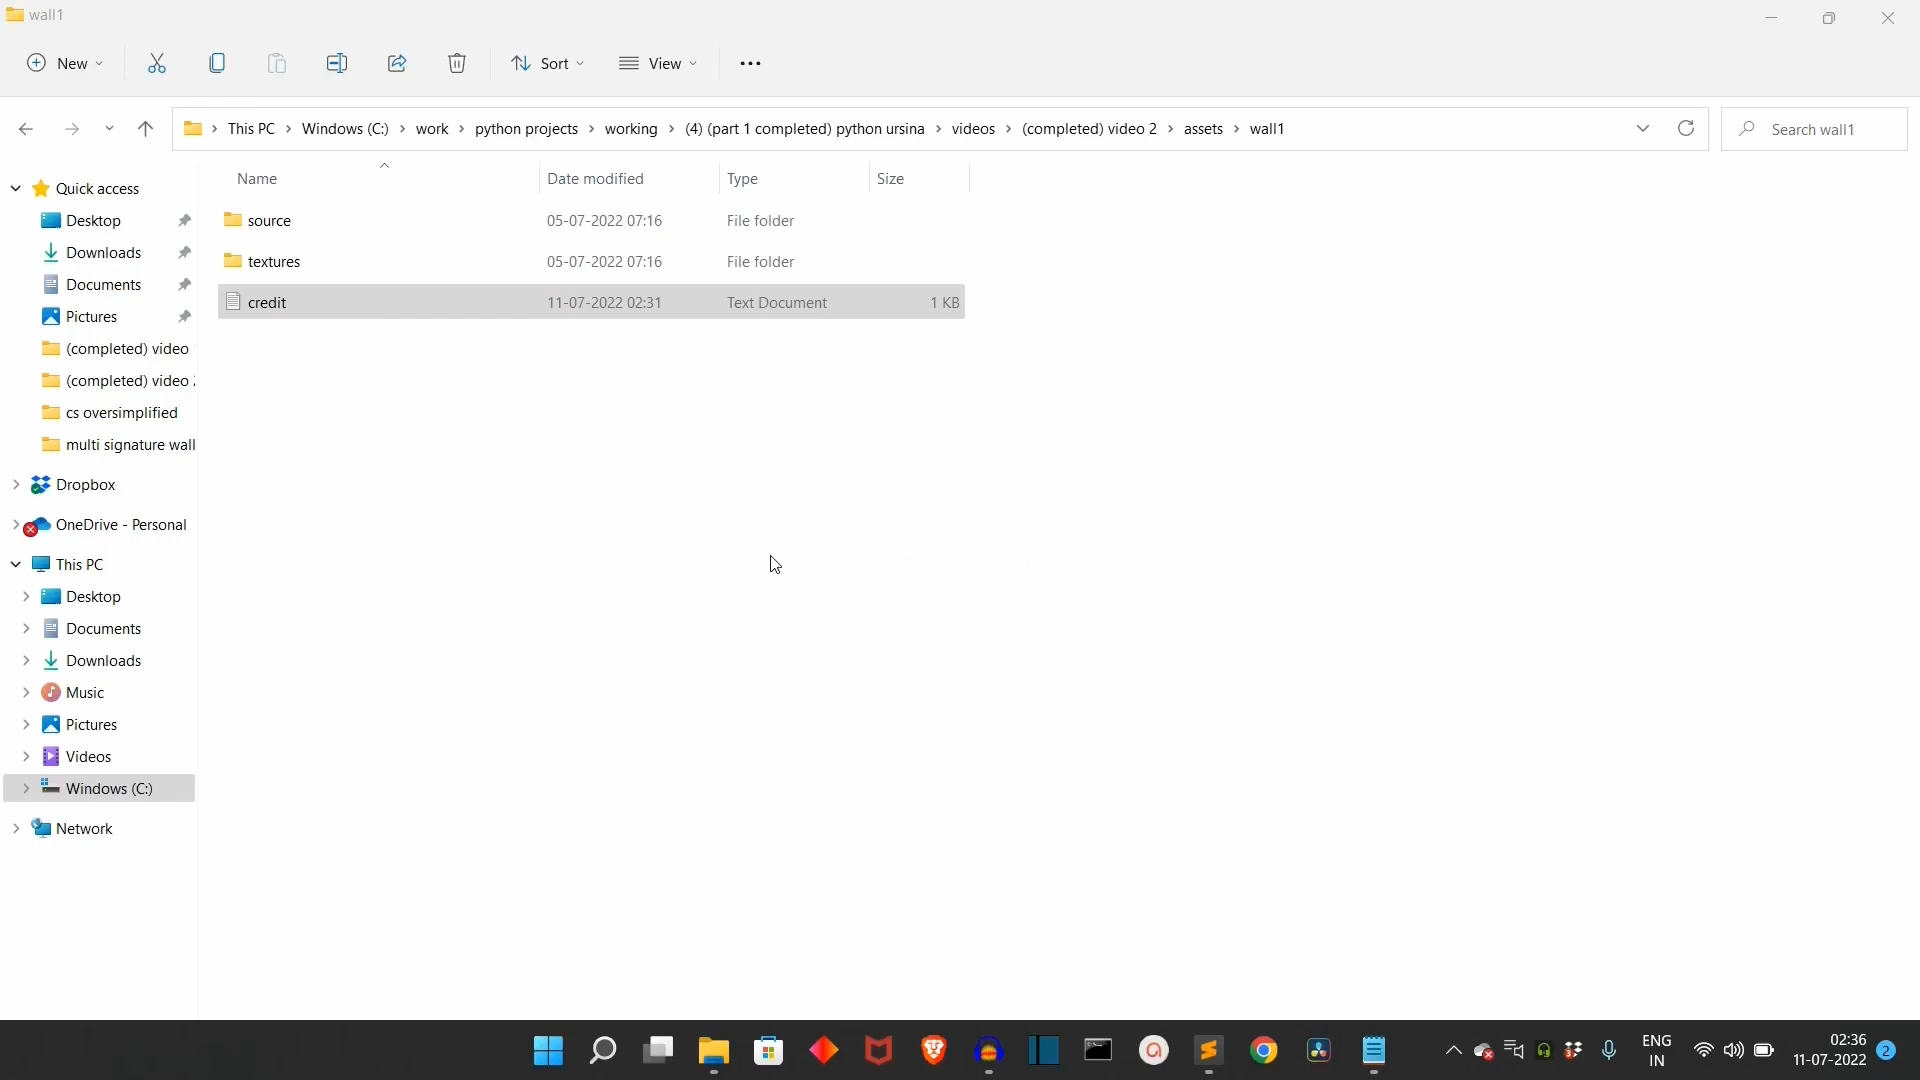 wall1
New
Sort
View
This PC > Windows (C:) > work > python projects > working > (4) (part 1 completed) python ursina > videos > (completed) video 2 > assets > wall1
Search wall1
Name Date modified Type Size
source 05-07-2022 07:16 File folder
textures 05-07-2022 07:16 File folder
credit 11-07-2022 02:31 Text Document 1 KB
Quick access
Desktop
Downloads
Documents
Pictures
(completed) video
(completed) video
cs oversimplified
multi signature wall
Dropbox
OneDrive - Personal
This PC
Desktop
Documents
Downloads
Music
Pictures
Videos
Windows (C:)
Network
ENG
IN
02:36
11-07-2022
2